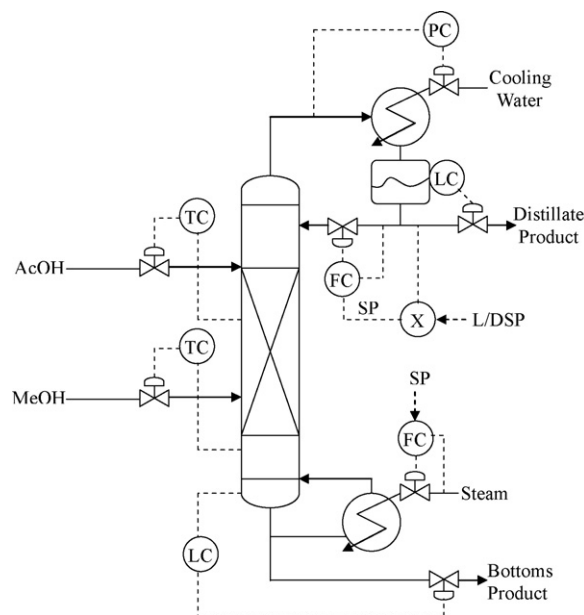 PC
Cooling
Water
LC
TC
Distillate
Product
AcOH
FC
SP
X
L/DSP
TC
SP
MeOH
FC
Steam
LC
Bottoms
Product